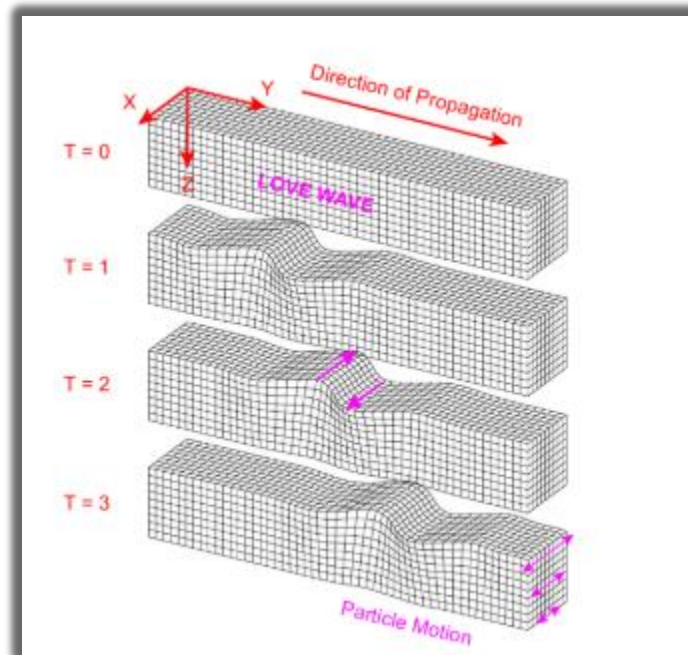 Direction of Propagation
X
Y
Z
T = 0
LOVE WAVE
T = 1
T = 2
T = 3
Particle Motion